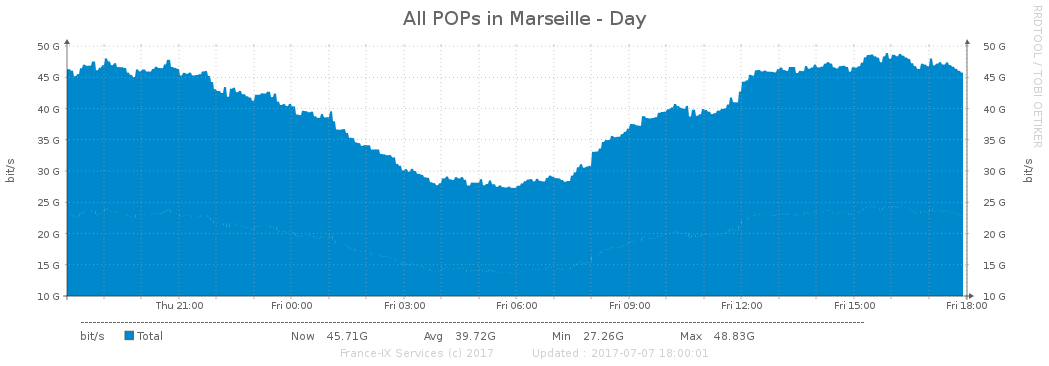 All POPs in Marseille - Day
RRDTOOL / TOBI OETIKER
50 G 50 G
45 G 45 G
40 G 40 G
35 G 35 G
30 G 30 G
25 G 25 G
20 G 20 G
15 G 15 G
10 G 10 G
bit/s
bit/s
Thu 21:00 Fri 00:00 Fri 03:00 Fri 06:00 Fri 09:00 Fri 12:00 Fri 15:00 Fri 18:00
bit/s Total Now 45.71G Avg 39.72G Min 27.26G Max 48.83G
France-IX Services (c) 2017 Updated : 2017-07-07 18:00:01